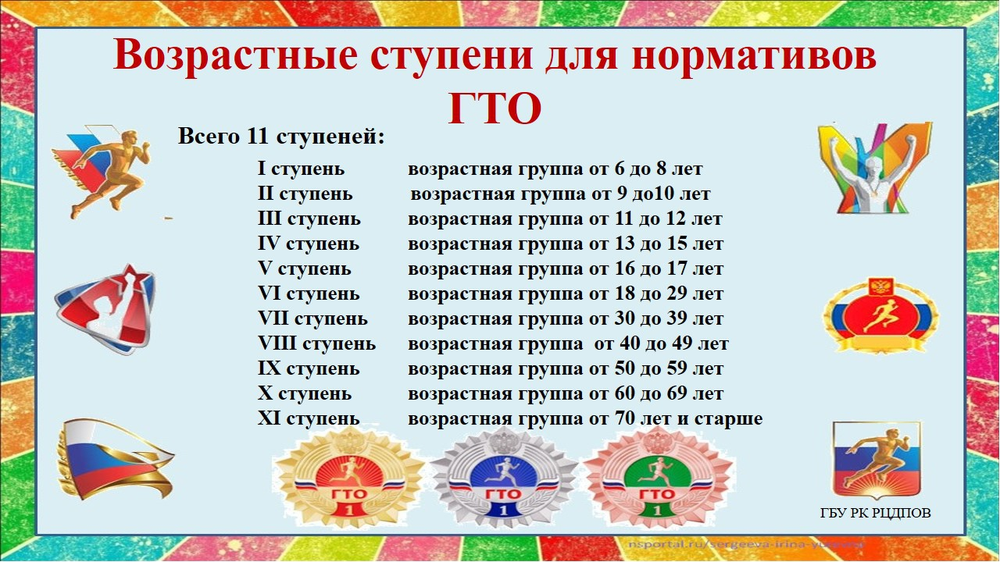 Возрастные ступени для нормативов
ГТО
Всего 11 ступеней:
I ступень возрастная группа от 6 до 8 лет
II ступень возрастная группа от 9 до10 лет
III ступень возрастная группа от 11 до 12 лет
IV ступень возрастная группа от 13 до 15 лет
V ступень возрастная группа от 16 до 17 лет
VI ступень возрастная группа от 18 до 29 лет
VII ступень возрастная группа от 30 до 39 лет
VIII ступень возрастная группа от 40 до 49 лет
IX ступень возрастная группа от 50 до 59 лет
X ступень возрастная группа от 60 до 69 лет
XI ступень возрастная группа от 70 лет и старше
ГТО ГТО ГТО
1 1 1
ГБУ РК РЦДПОВ